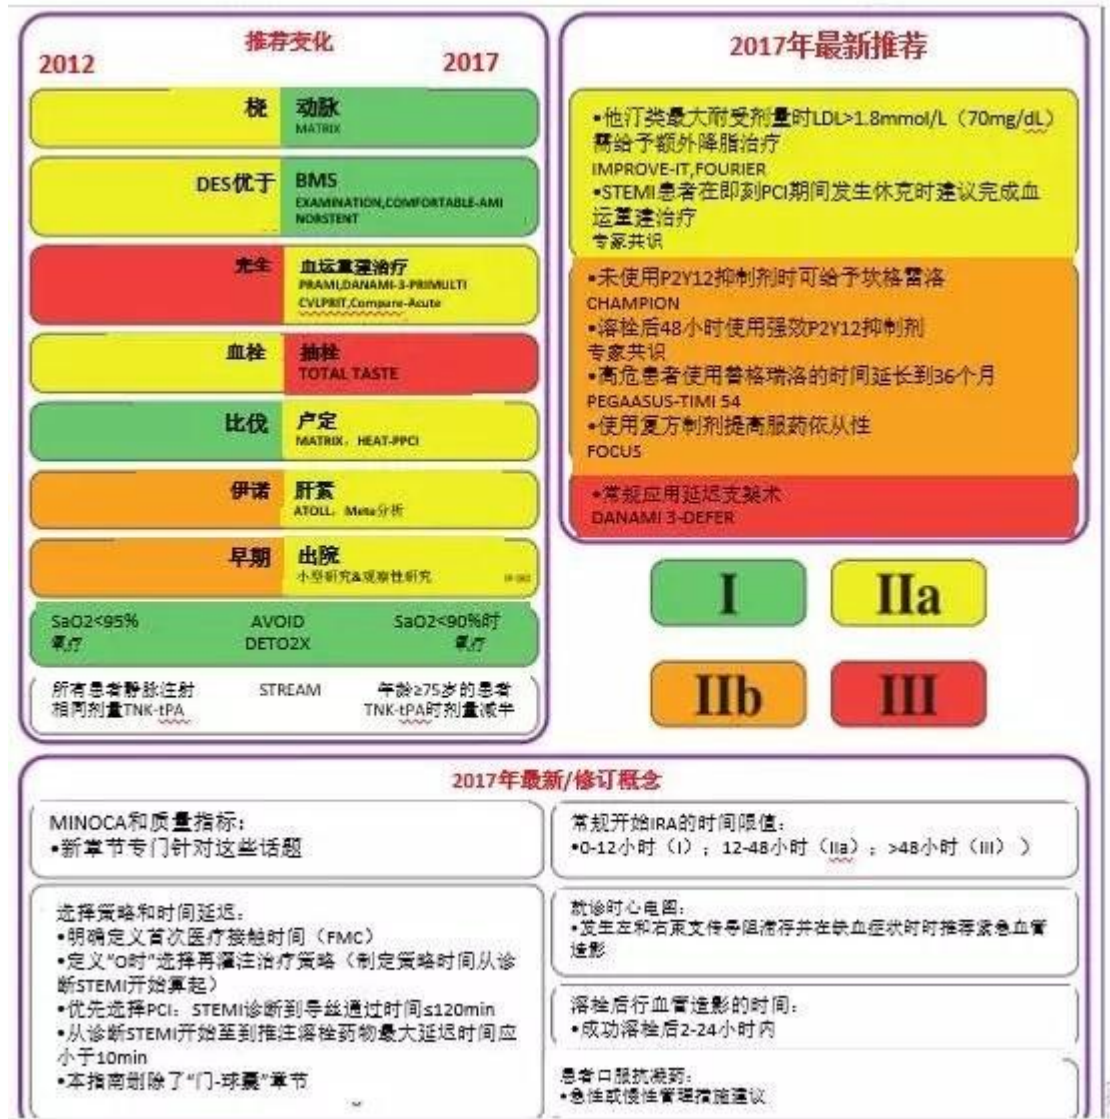 推荐变化
2012
2017
桡 动脉
MATRIX
DES优于 BMS
EXAMINATION,COMFORTABLE-AMI
NORSTENT
完全 血运重建治疗
PRAMI,DANAMI-3-PRIMULTI
CVLPRIT,Compare-Acute
血栓 抽栓
TOTAL TASTE
比伐 卢定
MATRIX，HEAT-PPCI
伊诺 肝素
ATOLL，Meta分析
早期 出院
小型研究&观察性研究
SaO2<95% AVOID SaO2<90%时
氧疗 DETO2X 氧疗
所有患者静脉注射 STREAM 年龄≥75岁的患者
相同剂量TNK-tPA TNK-tPA时剂量减半
2017年最新推荐
•他汀类最大耐受剂量时LDL>1.8mmol/L（70mg/dL）
需给予额外降脂治疗
IMPROVE-IT,FOURIER
•STEMI患者在即刻PCI期间发生休克时建议完成血
运重建治疗
专家共识
•未使用P2Y12抑制剂时可给予坎格雷洛
CHAMPION
•溶栓后48小时使用强效P2Y12抑制剂
专家共识
•高危患者使用替格瑞洛的时间延长到36个月
PEGAASUS-TIMI 54
•使用复方制剂提高服药依从性
FOCUS
•常规应用延迟支架术
DANAMI 3-DEFER
I IIa
IIb III
2017年最新/修订概念
MINOCA和质量指标：
•新章节专门针对这些话题
选择策略和时间延迟：
•明确定义首次医疗接触时间（FMC）
•定义“0时”选择再灌注治疗策略（制定策略时间从诊
断STEMI开始算起）
•优先选择PCI：STEMI诊断到导丝通过时间≤120min
•从诊断STEMI开始至到推注溶栓药物最大延迟时间应
小于10min
•本指南删除了“门-球囊”章节
常规开始IRA的时间限值：
•0-12小时（I）；12-48小时（IIa）；>48小时（III））
就诊时心电图：
•发生左和右束支传导阻滞存并在缺血症状时时推荐紧急血管
造影
溶栓后行血管造影的时间：
•成功溶栓后2-24小时内
患者口服抗凝药：
•急性或慢性管理措施建议